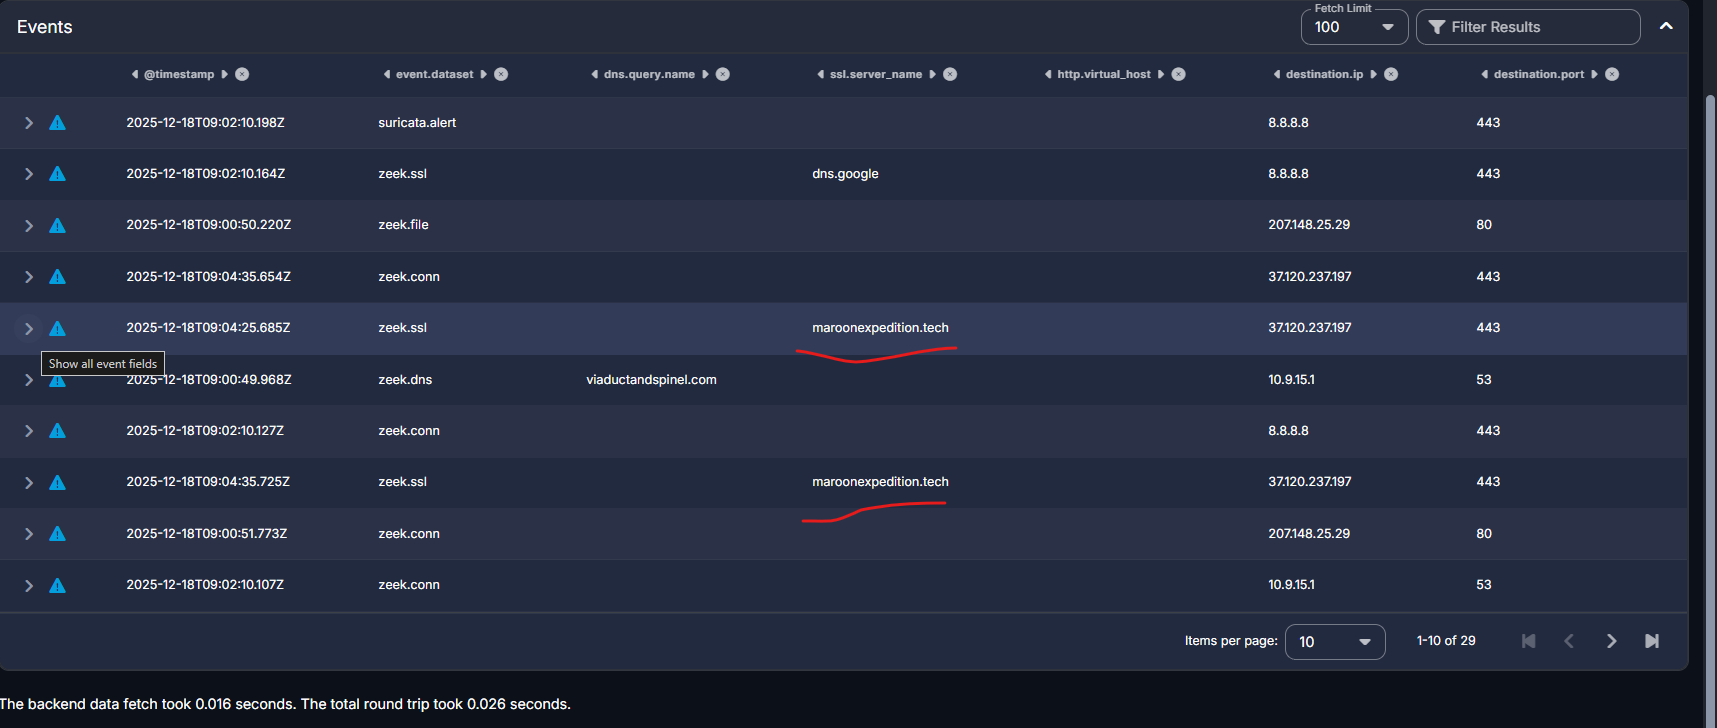 Events
Fetch Limit
100
Filter Results
@timestamp event.dataset dns.query.name ssl.server_name http.virtual_host destination.ip destination.port
2025-12-18T09:02:10.198Z suricata.alert 8.8.8.8 443
2025-12-18T09:02:10.164Z zeek.ssl dns.google 8.8.8.8 443
2025-12-18T09:00:50.220Z zeek.file 207.148.25.29 80
2025-12-18T09:04:35.654Z zeek.conn 37.120.237.197 443
2025-12-18T09:04:25.685Z zeek.ssl maroonexpedition.tech 37.120.237.197 443
Show all event fields
2025-12-18T09:00:49.968Z zeek.dns viaductandspinel.com 10.9.15.1 53
2025-12-18T09:02:10.127Z zeek.conn 8.8.8.8 443
2025-12-18T09:04:35.725Z zeek.ssl maroonexpedition.tech 37.120.237.197 443
2025-12-18T09:00:51.773Z zeek.conn 207.148.25.29 80
2025-12-18T09:02:10.107Z zeek.conn 10.9.15.1 53
Items per page: 10 1-10 of 29
The backend data fetch took 0.016 seconds. The total round trip took 0.026 seconds.